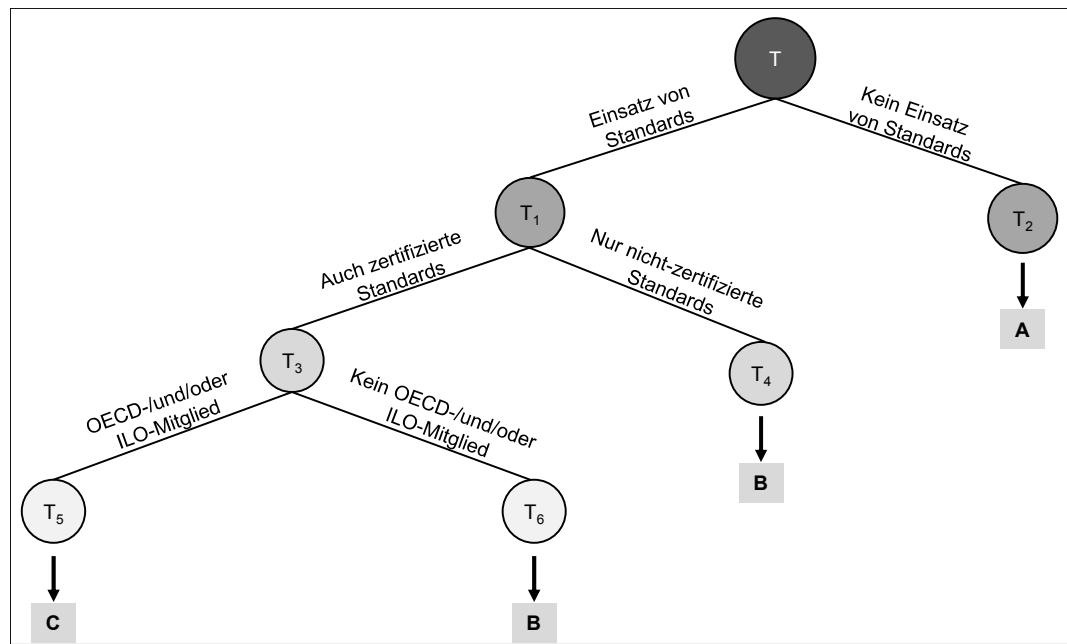 T
Einsatz von
Standards
Kein Einsatz
von Standards
T1
T2
Auch zertifizierte
Standards
Nur nicht-zertifizierte
Standards
A
T3
T4
OECD-/und/oder
ILO-Mitglied
Kein OECD-/und/oder
ILO-Mitglied
B
T5
T6
C
B